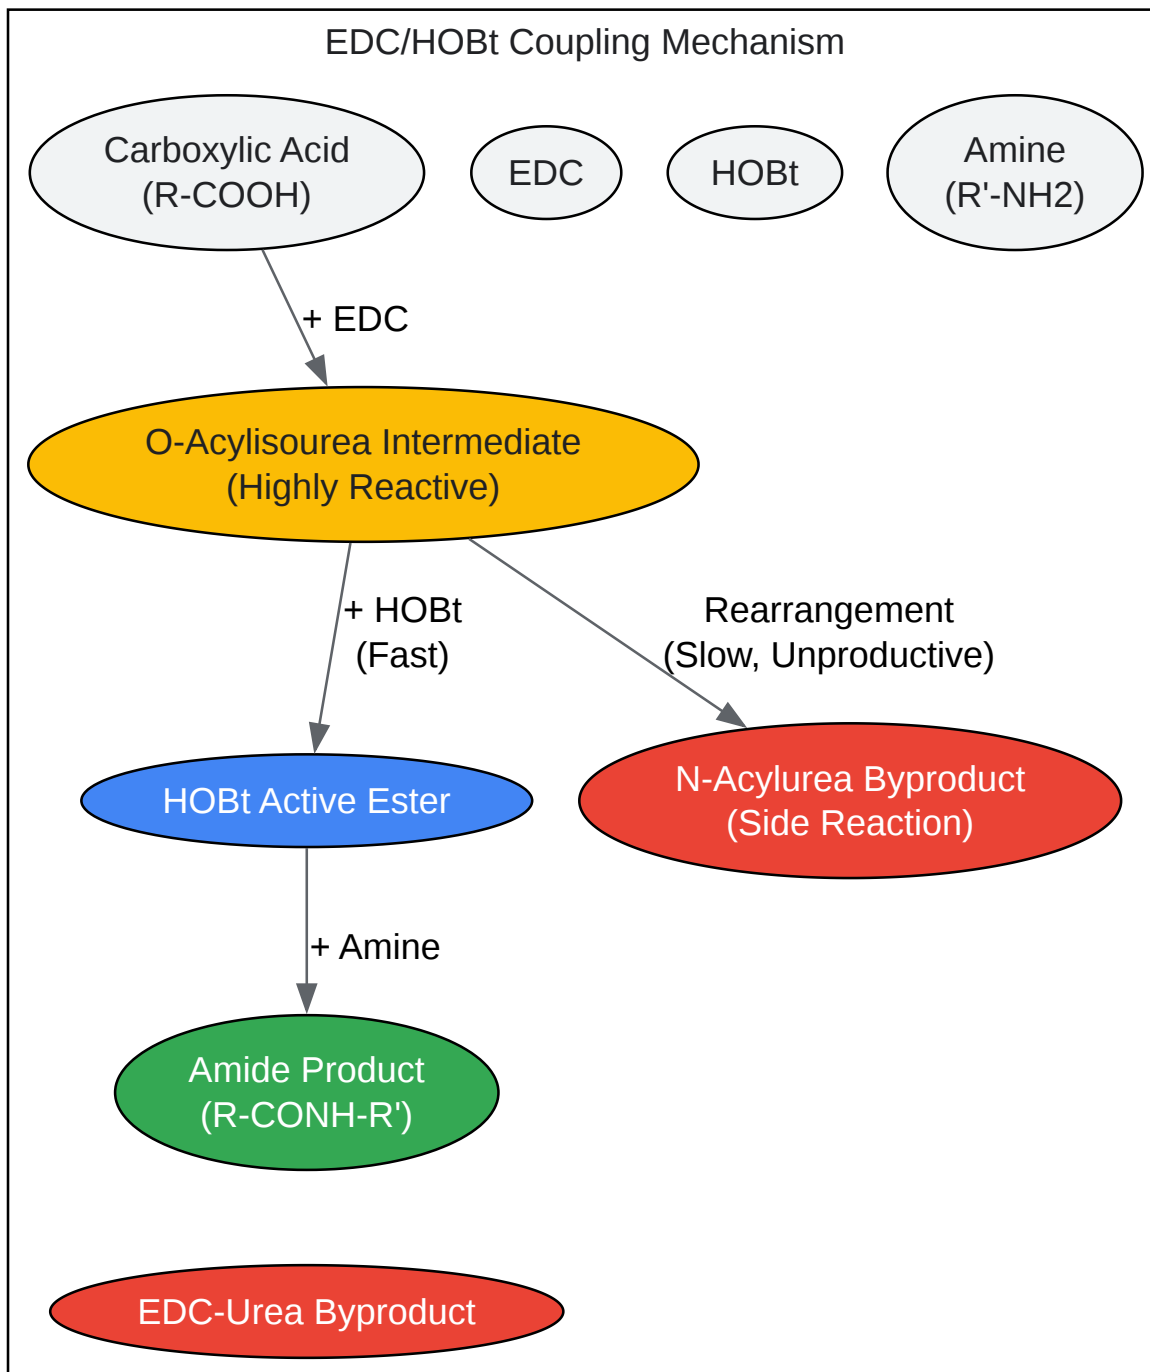 EDC/HOBt Coupling Mechanism
Carboxylic Acid
(R-COOH)
EDC
HOBt
Amine
(R'-NH2)
+ EDC
O-Acylisourea Intermediate
(Highly Reactive)
+ HOBt
(Fast)
Rearrangement
(Slow, Unproductive)
HOBt Active Ester
N-Acylurea Byproduct
(Side Reaction)
+ Amine
Amide Product
(R-CONH-R')
EDC-Urea Byproduct